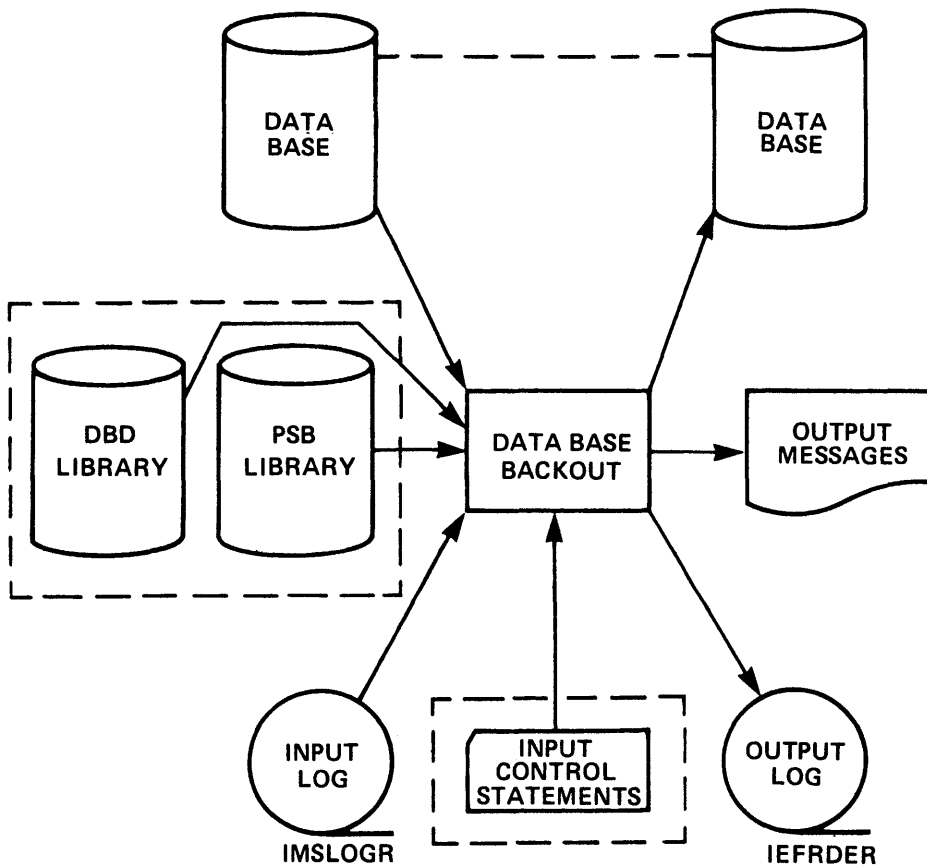 DATA
BASE
DATA
BASE
DBD
LIBRARY
PSB
LIBRARY
DATA BASE
BACKOUT
OUTPUT
MESSAGES
INPUT
LOG
IMSLOGR
INPUT
CONTROL
STATEMENTS
OUTPUT
LOG
IEFRDER